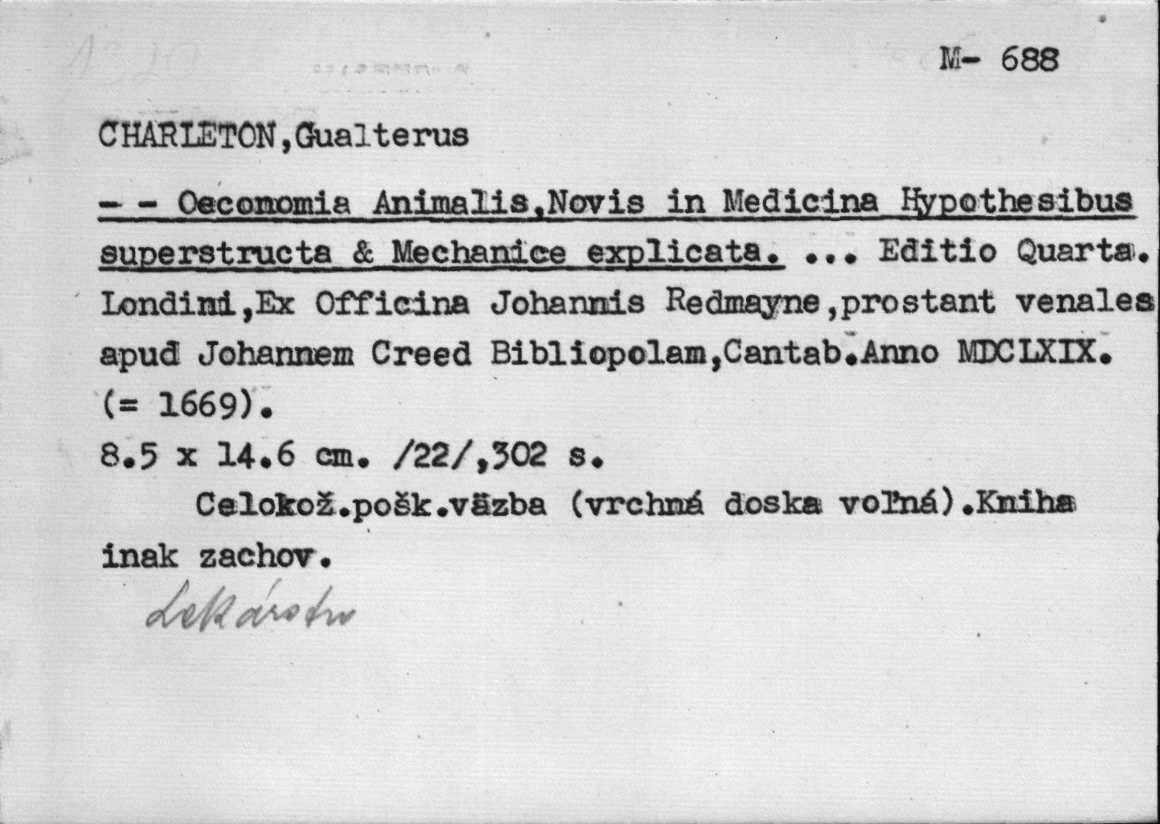 M- 688
CHARLETON,Gualterus
- - Oeconomia Animalis,Novis in Medicina Hypothesibus
superstructa & Mechanice explicata. ... Editio Quarta.
Londini,Ex Officina Johannis Redmayne,prostant venales
apud Johannem Creed Bibliopolam,Cantab.Anno MDCLXIX.
(= 1669).
8.5 x 14.6 cm. /22/,302 s.
Celokož.pošk.väzba (vrchná doska voľná).Kniha
inak zachov.
Lekárstvo